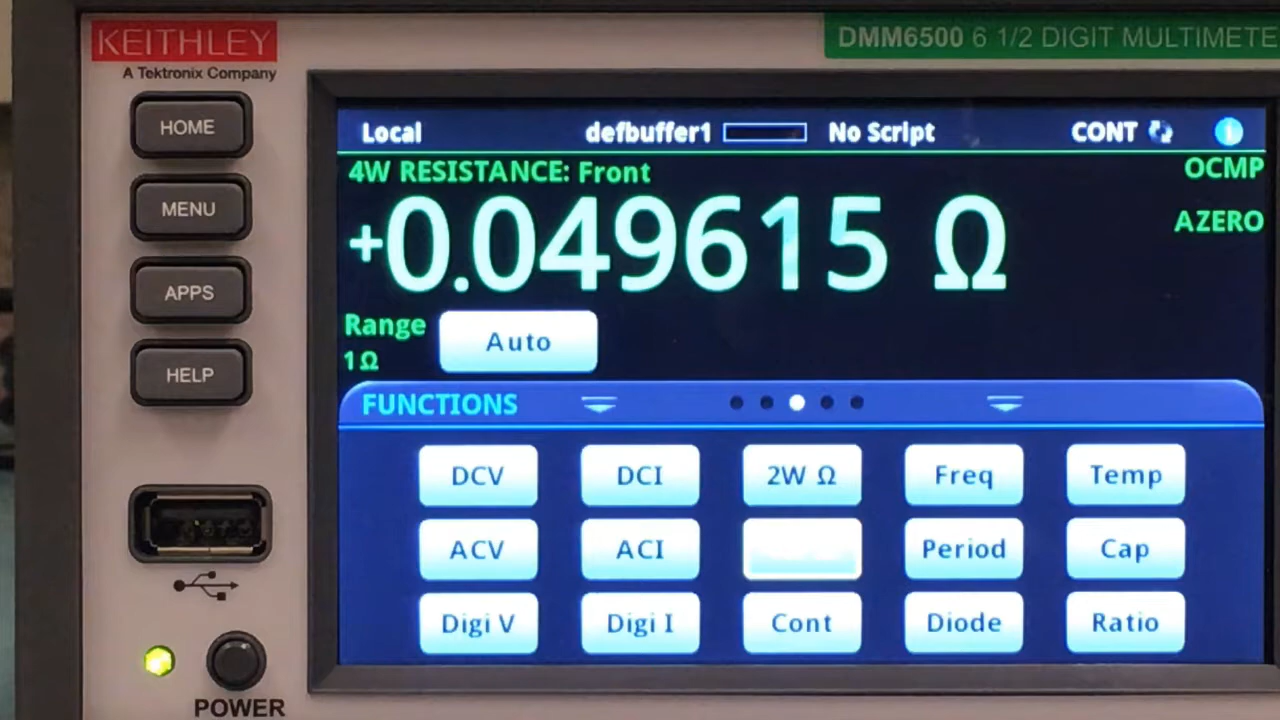 KEITHLEY
A Tektronix Company
DMM6500 6 1/2 DIGIT MULTIMETE
HOME
MENU
APPS
HELP
POWER
Local defbuffer1 No Script CONT
4W RESISTANCE: Front OCMP
+0.049615 Ω
AZERO
Range Auto
1 Ω
FUNCTIONS
DCV DCI 2W Ω Freq Temp
ACV ACI Period Cap
Digi V Digi I Cont Diode Ratio